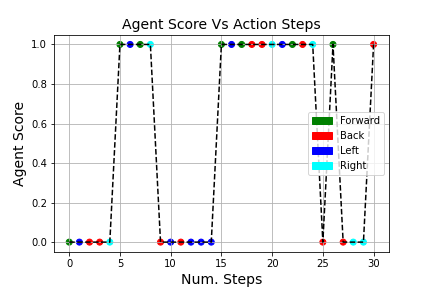 Agent Score Vs Action Steps
1.0
0.8
0.6
0.4
0.2
0.0
Agent Score
Forward
Back
Left
Right
0 5 10 15 20 25 30
Num. Steps